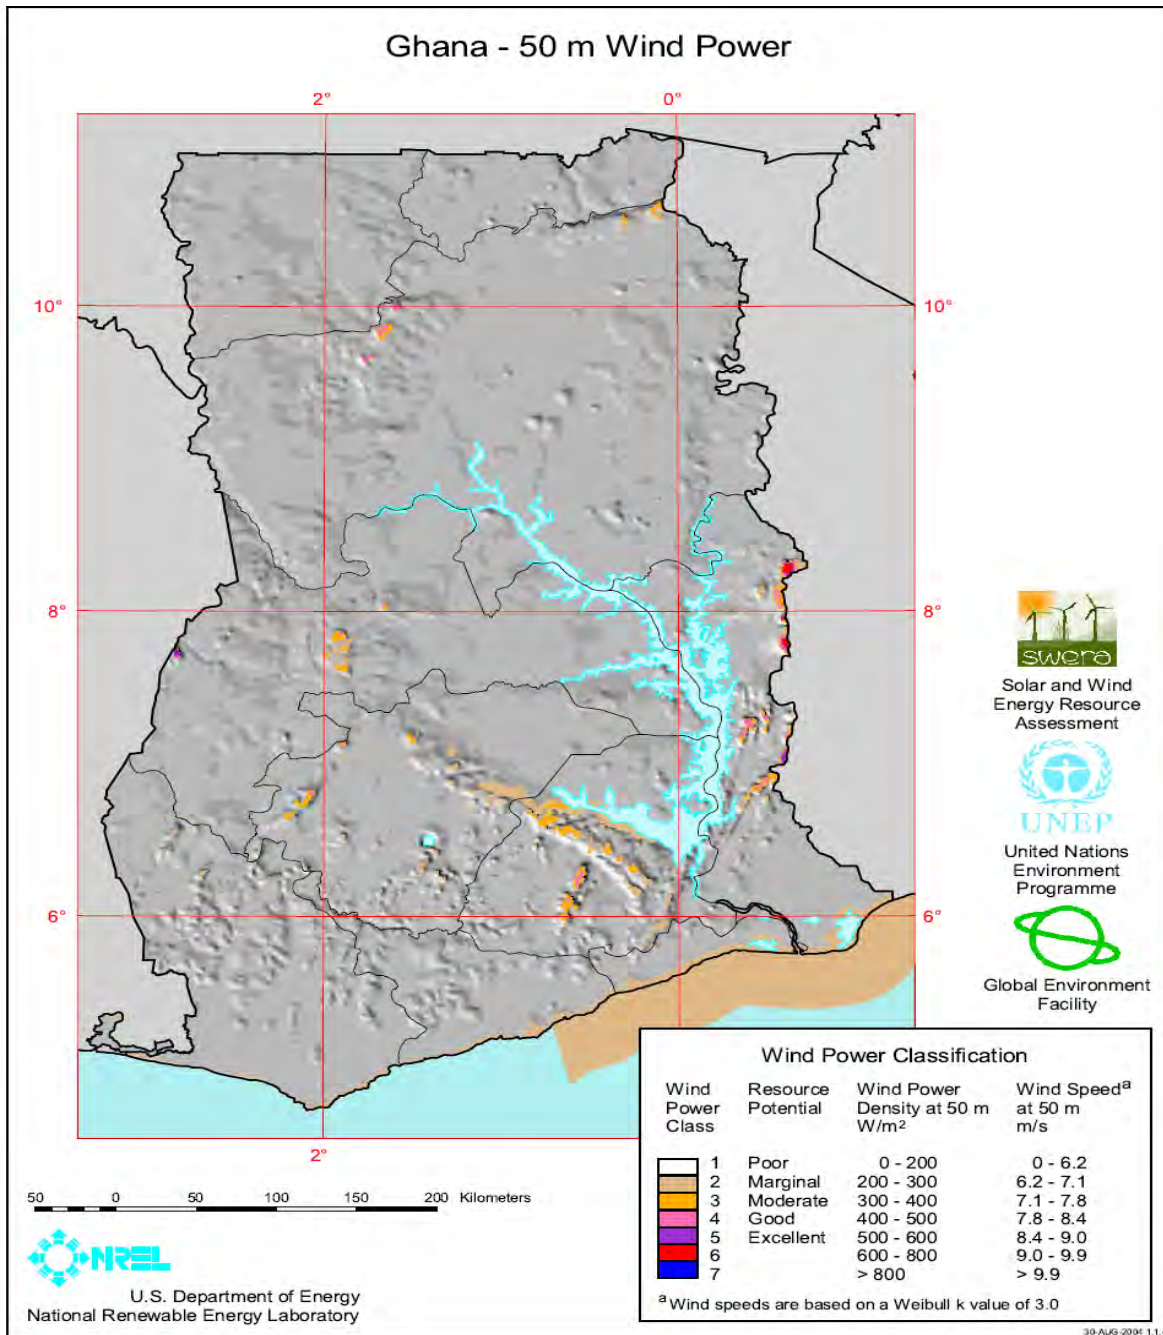 Ghana - 50 m Wind Power
2° 0°
10° 10°
8° 8°
6° 6°
2°
swera
Solar and Wind
Energy Resource
Assessment
UNEP
United Nations
Environment
Programme
Global Environment
Facility
Wind Power Classification
Wind Power Class Resource Potential Wind Power Density at 50 m W/m² Wind Speedᵃ at 50 m m/s
1 Poor 0 - 200 0 - 6.2
2 Marginal 200 - 300 6.2 - 7.1
3 Moderate 300 - 400 7.1 - 7.8
4 Good 400 - 500 7.8 - 8.4
5 Excellent 500 - 600 8.4 - 9.0
6 600 - 800 9.0 - 9.9
7 > 800 > 9.9
ᵃ Wind speeds are based on a Weibull k value of 3.0
50 0 50 100 150 200 Kilometers
NREL
U.S. Department of Energy
National Renewable Energy Laboratory
30-AUG-2004 1.1.